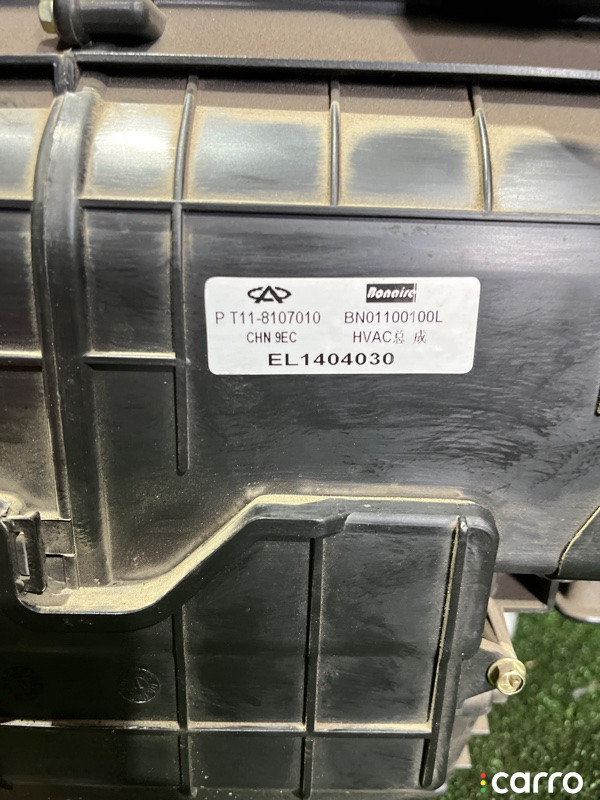 Bonaire
P T11-8107010 BN01100100L
CHN 9EC HVAC总 成
EL1404030
carro